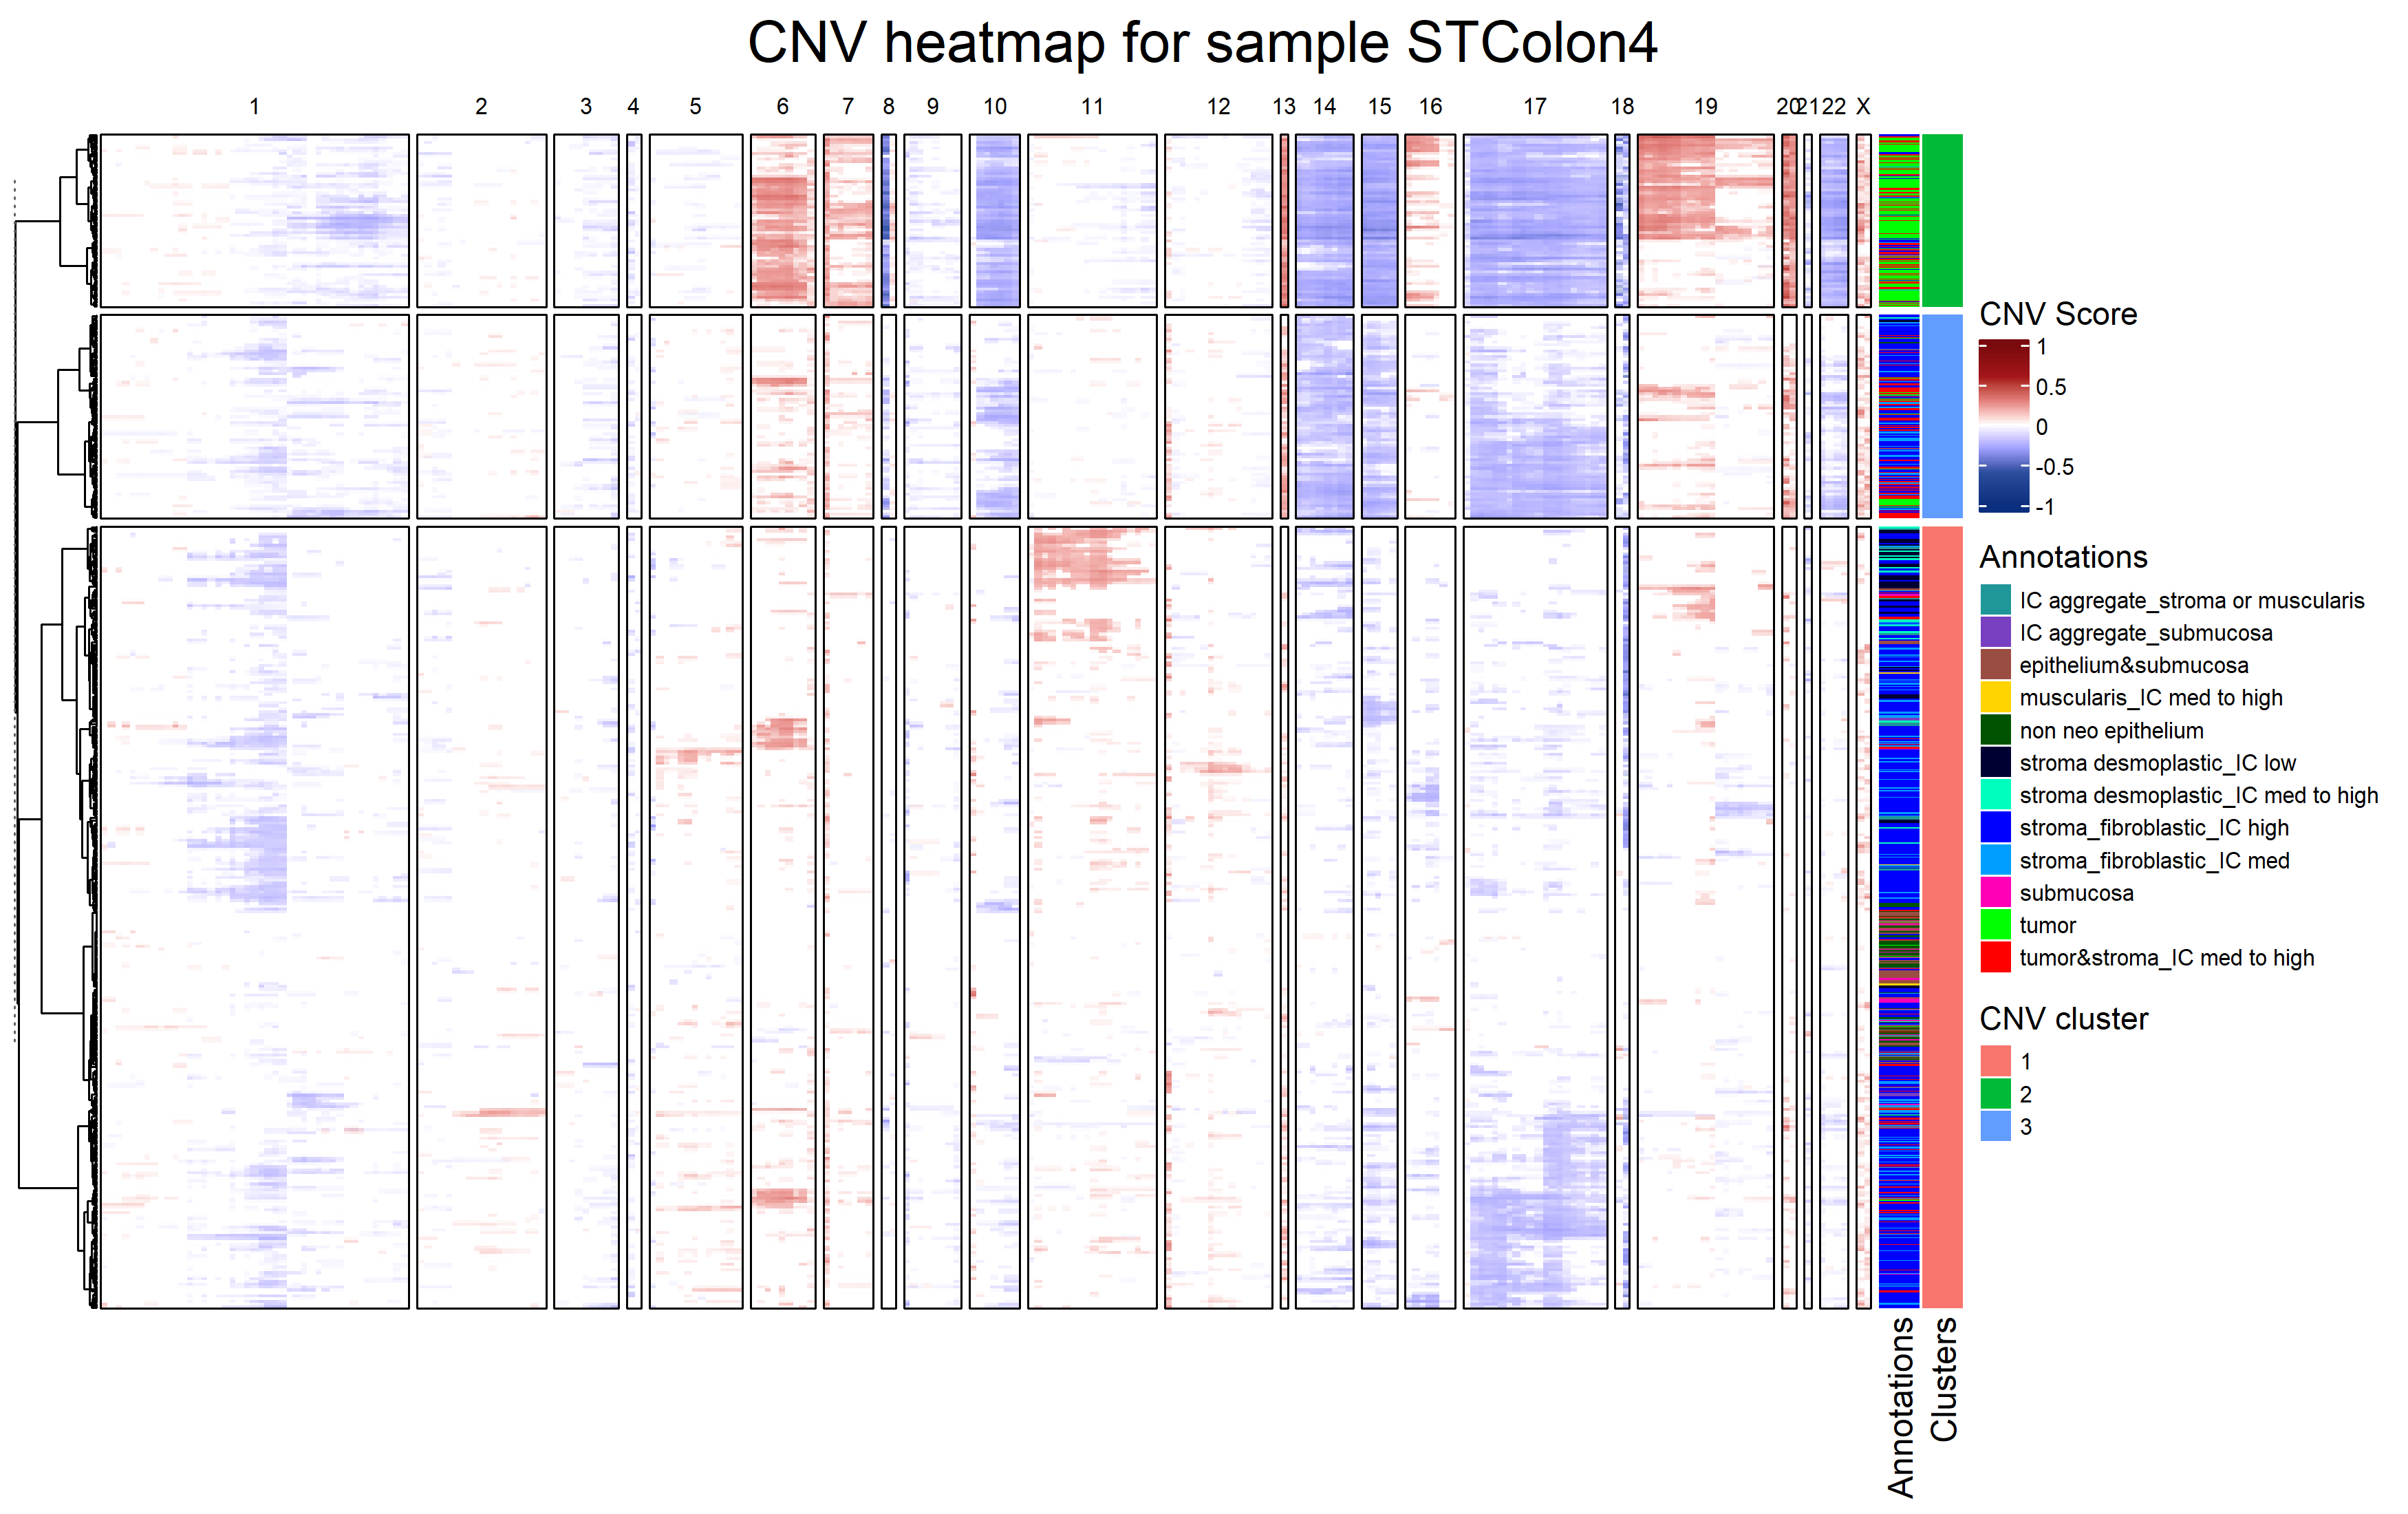 CNV heatmap for sample STColon4
1 2 3 4 5 6 7 8 9 10 11 12 13 14 15 16 17 18 19 20 21 22 X
CNV Score
1
0.5
0
-0.5
-1
Annotations
IC aggregate_stroma or muscularis
IC aggregate_submucosa
epithelium&submucosa
muscularis_IC med to high
non neo epithelium
stroma desmoplastic_IC low
stroma desmoplastic_IC med to high
stroma_fibroblastic_IC high
stroma_fibroblastic_IC med
submucosa
tumor
tumor&stroma_IC med to high
CNV cluster
1
2
3
Annotations
Clusters